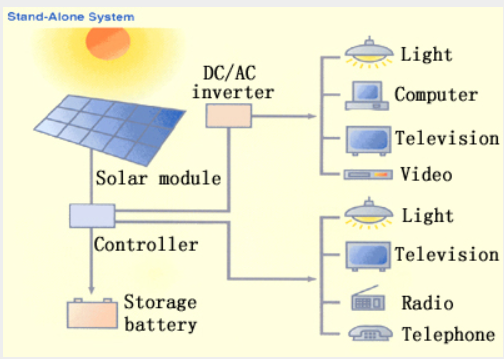 Stand-Alone System
DC/AC
inverter
Solar module
Controller
Storage
battery
Light
Computer
Television
Video
Light
Television
Radio
Telephone